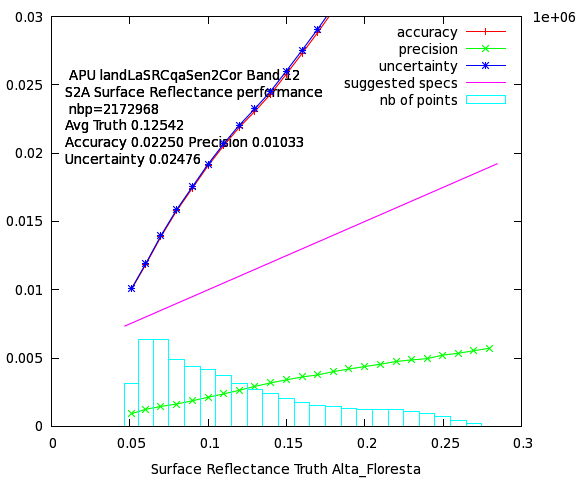 0.03
1e+06
accuracy
precision
APU landLaSRCqaSen2Cor Band 12
uncertainty
0.025
S2A Surface Reflectance performance
suggested specs
nbp=2172968
nb of points
Avg Truth 0.12542
Accuracy 0.02250 Precision 0.01033
0.02
Uncertainty 0.02476
0.015
0.01
0.005
0
0 0.05 0.1 0.15 0.2 0.25 0.3
Surface Reflectance Truth Alta_Floresta